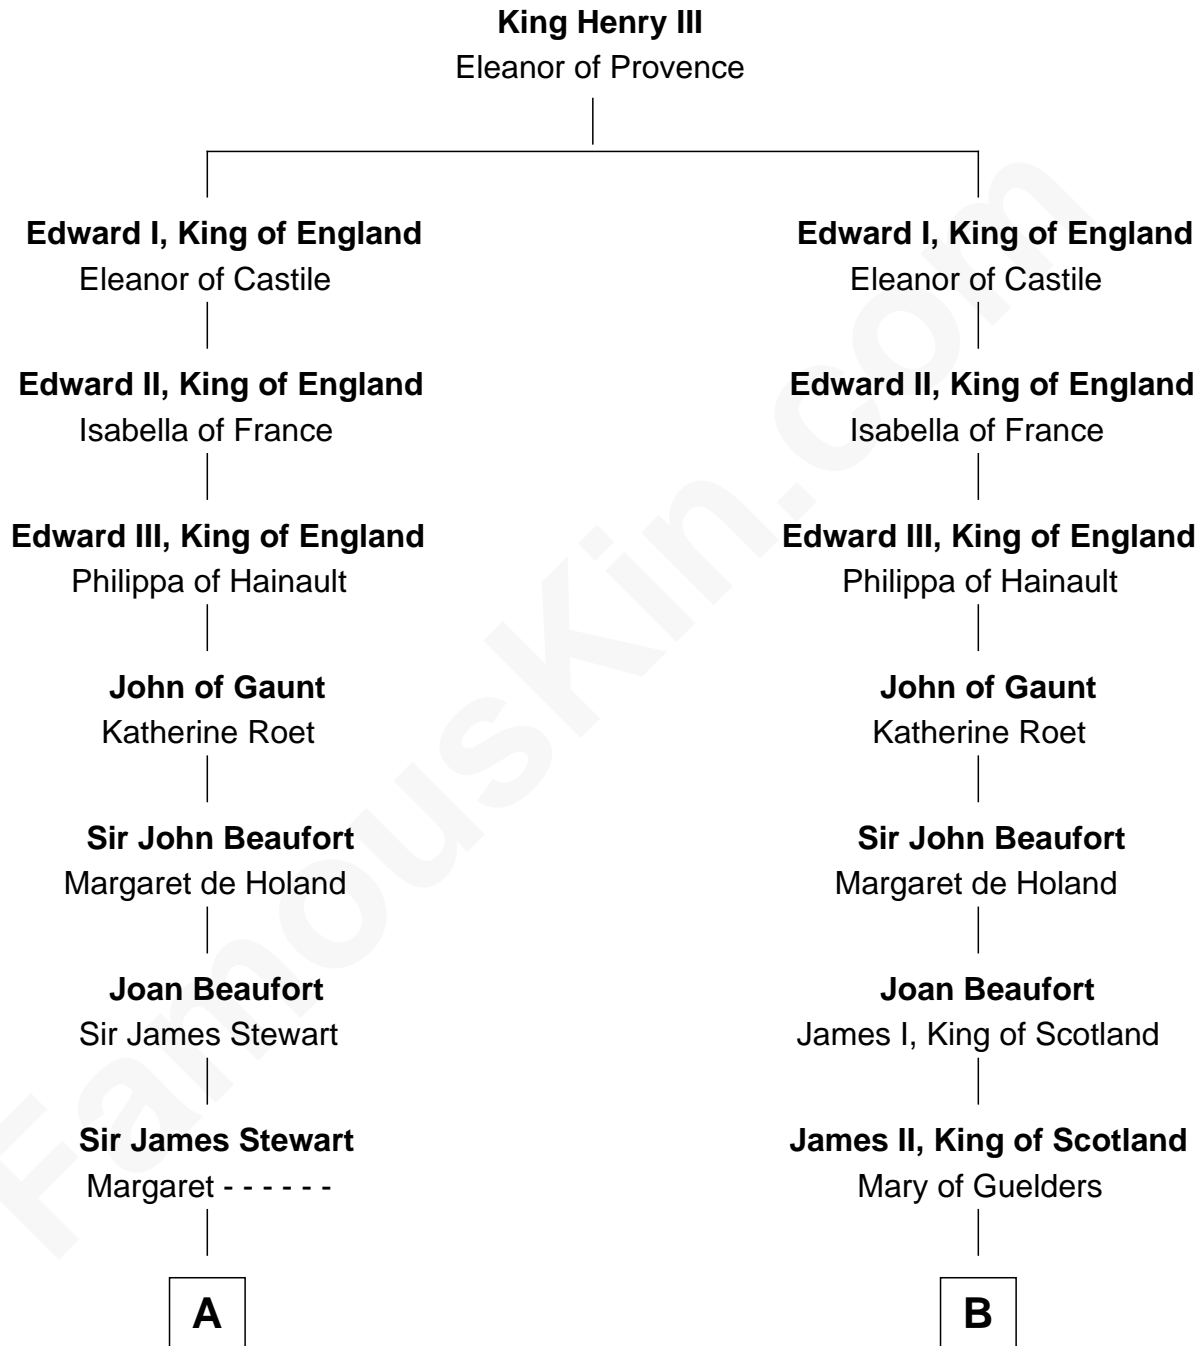 King Henry III
Eleanor of Provence
Edward I, King of England
Eleanor of Castile
Edward I, King of England
Eleanor of Castile
Edward II, King of England
Isabella of France
Edward II, King of England
Isabella of France
Edward III, King of England
Philippa of Hainault
Edward III, King of England
Philippa of Hainault
John of Gaunt
Katherine Roet
John of Gaunt
Katherine Roet
Sir John Beaufort
Margaret de Holand
Sir John Beaufort
Margaret de Holand
Joan Beaufort
Sir James Stewart
Joan Beaufort
James I, King of Scotland
Sir James Stewart
Margaret - - - - - -
James II, King of Scotland
Mary of Guelders
A
B
FamousKin.com